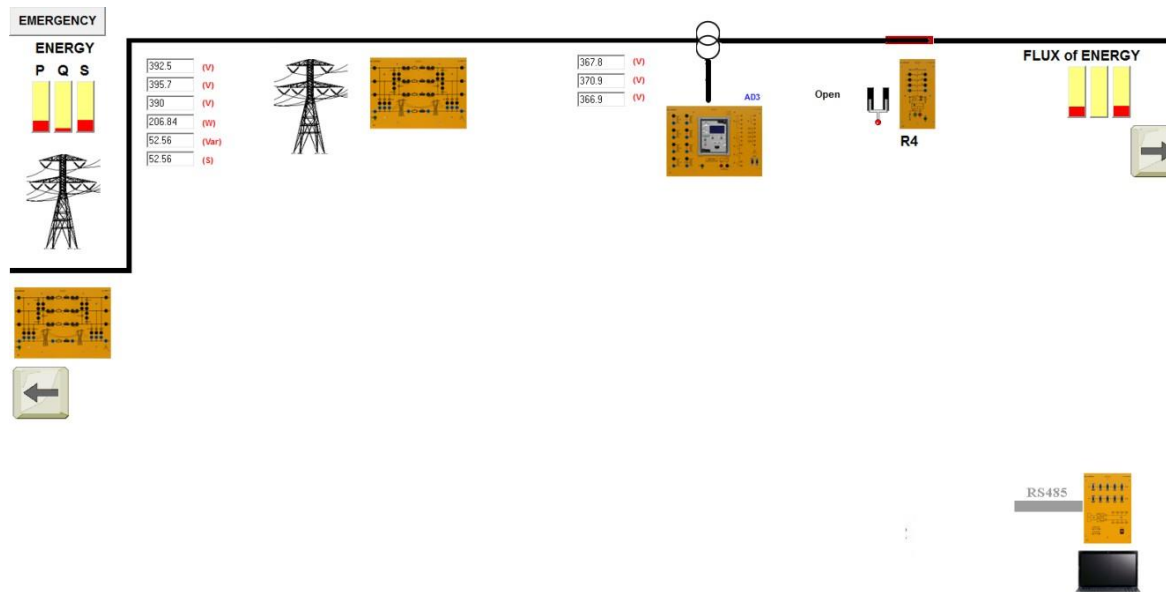 EMERGENCY
ENERGY
P Q S
392.5 (V)
395.7 (V)
390 (V)
206.84 (W)
52.56 (Var)
52.56 (S)
367.8 (V)
370.9 (V)
366.9 (V)
AD3
Open
R4
FLUX of ENERGY
RS485